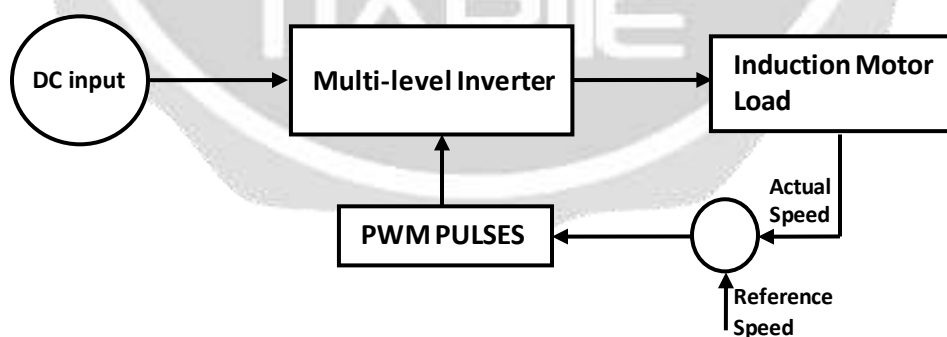 DC input
Multi-level Inverter
Induction Motor
Load
Actual
Speed
PWM PULSES
Reference
Speed